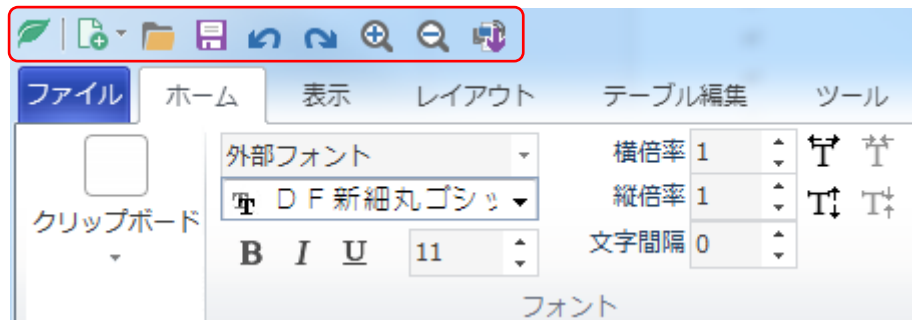 ファイル ホーム 表示 レイアウト テーブル編集 ツール
外部フォント 横倍率 1
ＤＦ新細丸ゴシッ 縦倍率 1
クリップボード
B I U 11 文字間隔 0
フォント